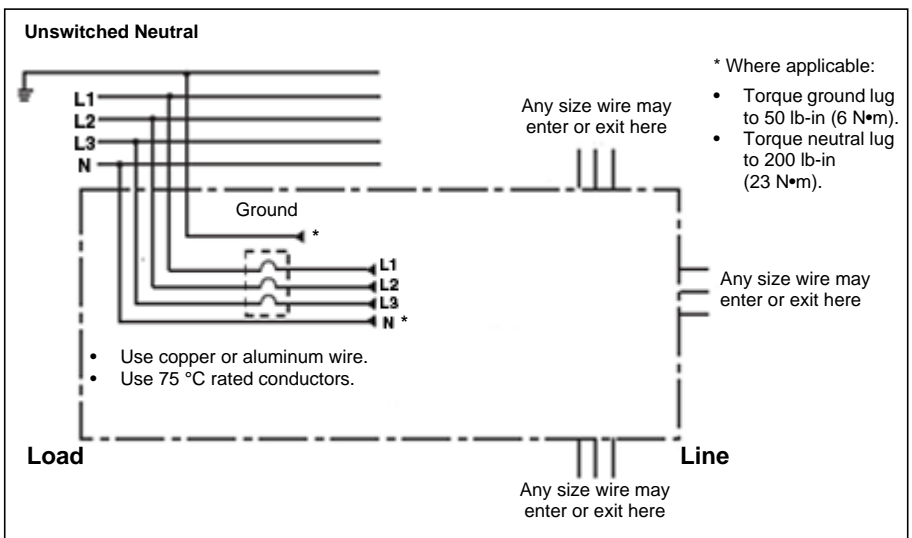 Unswitched Neutral
L1
L2
L3
N
Any size wire may
enter or exit here
* Where applicable:
• Torque ground lug
to 50 lb-in (6 N•m).
• Torque neutral lug
to 200 lb-in
(23 N•m).
Ground
*
L1
L2
L3
N *
Any size wire may
enter or exit here
• Use copper or aluminum wire.
• Use 75 °C rated conductors.
Load
Line
Any size wire may
enter or exit here